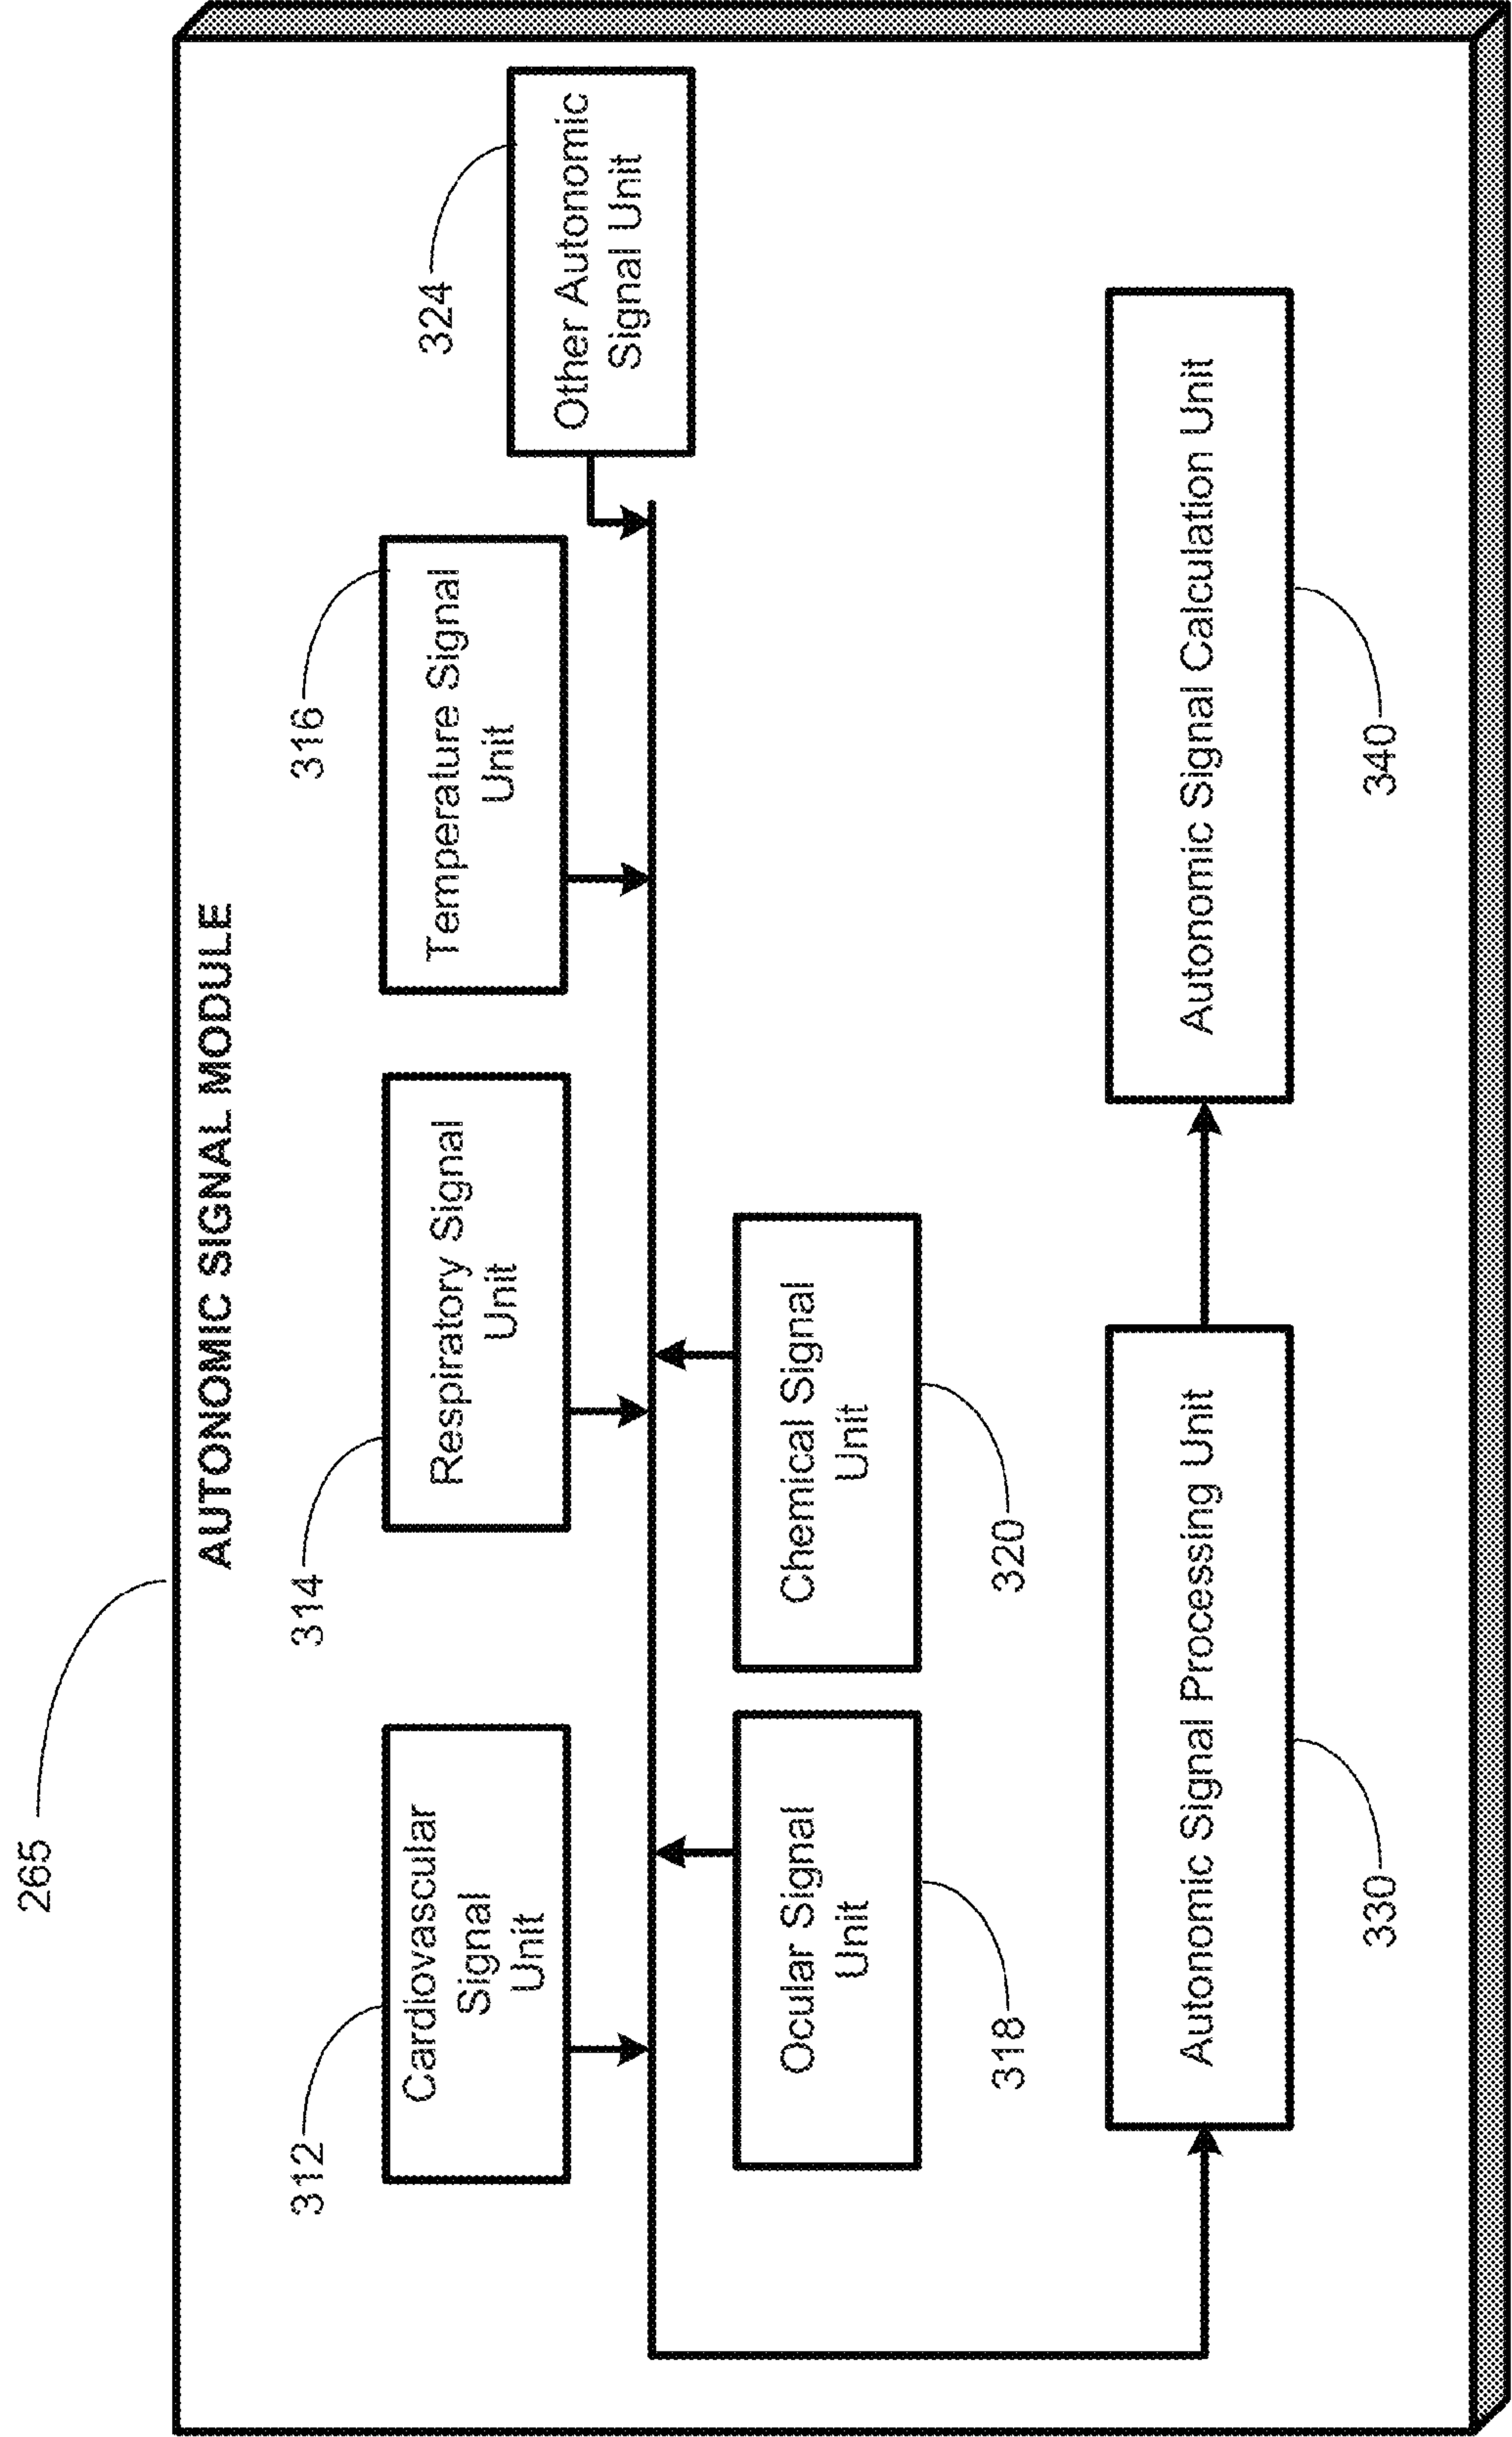 265
AUTONOMIC SIGNAL MODULE
312
Cardiovascular
Signal
Unit
314
Respiratory Signal
Unit
316
Temperature Signal
Unit
324
Other Autonomic
Signal Unit
Ocular Signal
Unit
318
Chemical Signal
Unit
320
Autonomic Signal Processing Unit
330
Autonomic Signal Calculation Unit
340